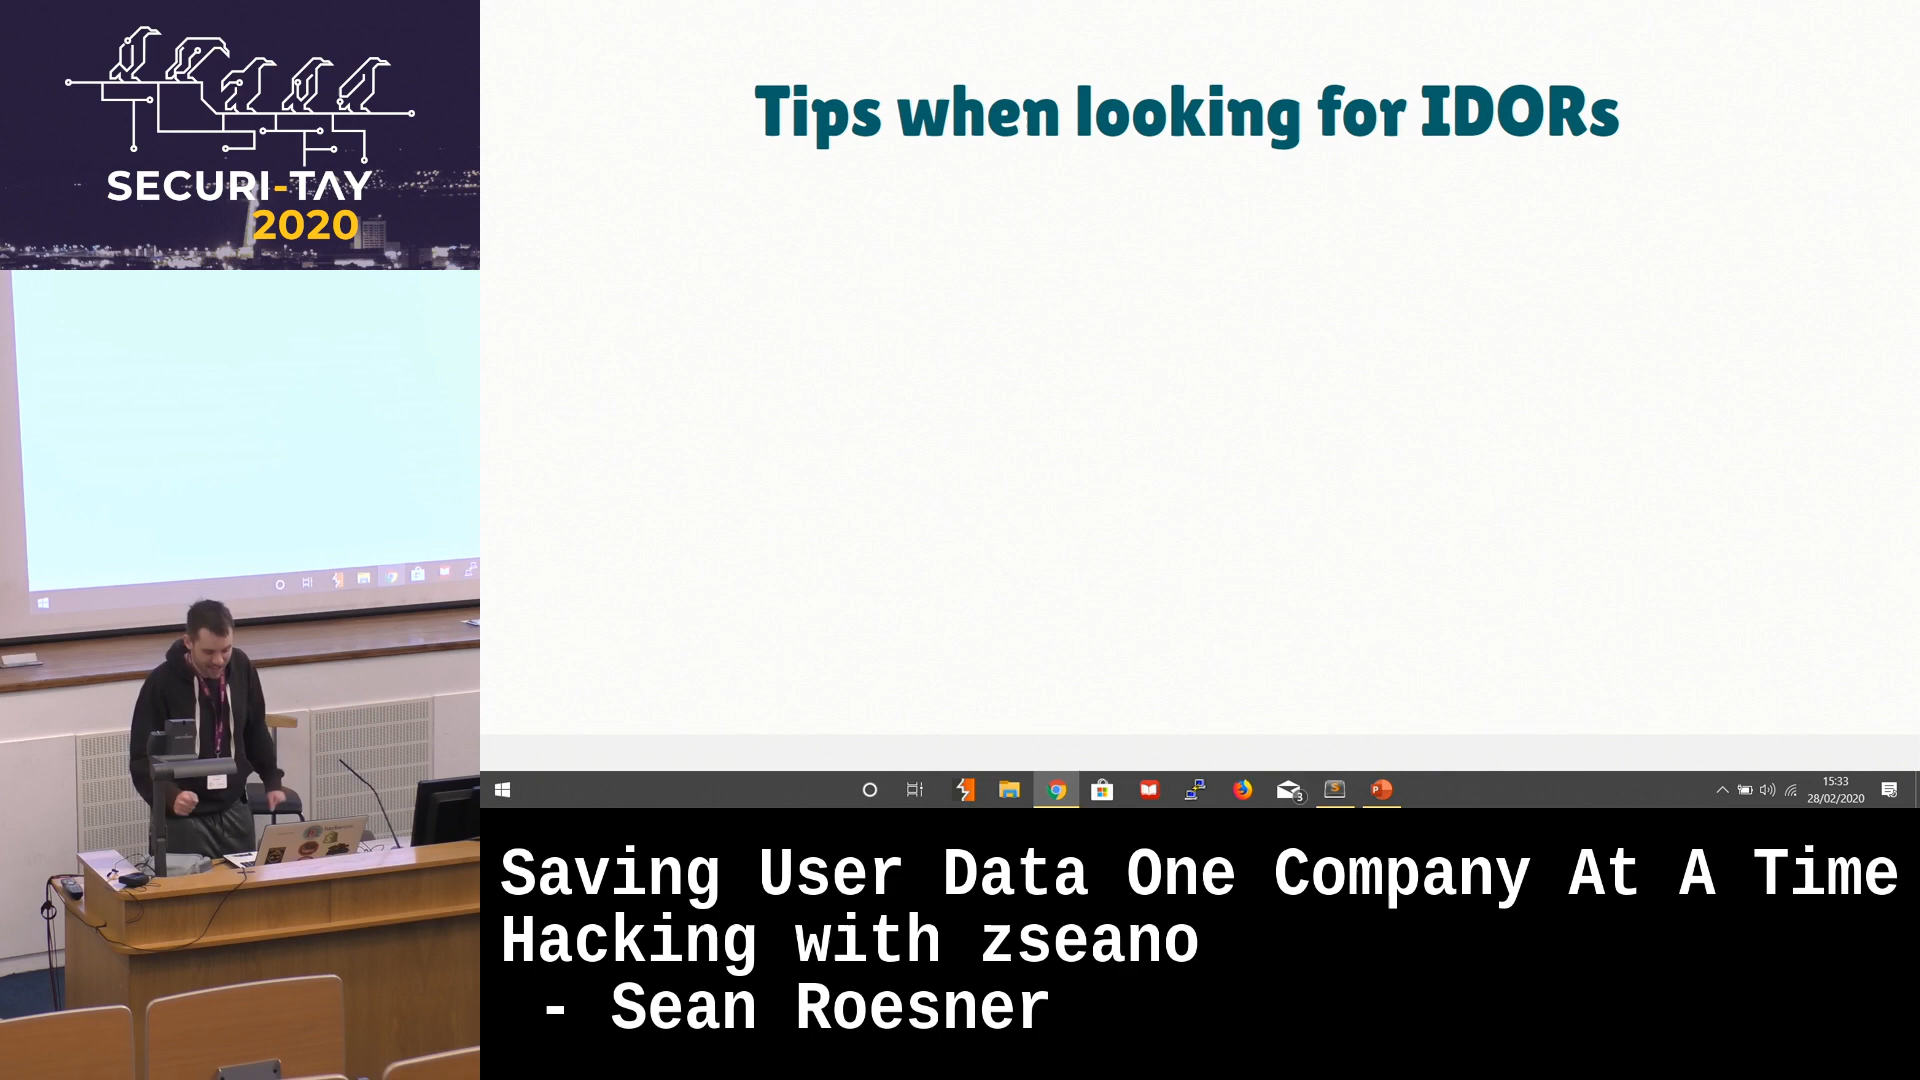 SECURI-TAY
2020
Tips when looking for IDORs
3
S
P
15:33
28/02/2020
Saving User Data One Company At A Time
Hacking with zseano
- Sean Roesner